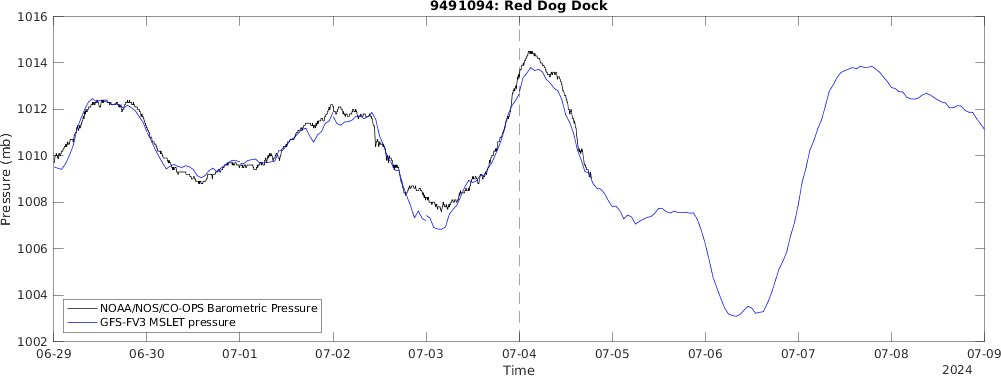 9491094: Red Dog Dock
1016
1014
1012
1010
1008
1006
1004
1002
Pressure (mb)
NOAA/NOS/CO-OPS Barometric Pressure
GFS-FV3 MSLET pressure
06-29 06-30 07-01 07-02 07-03 07-04 07-05 07-06 07-07 07-08 07-09
Time
2024